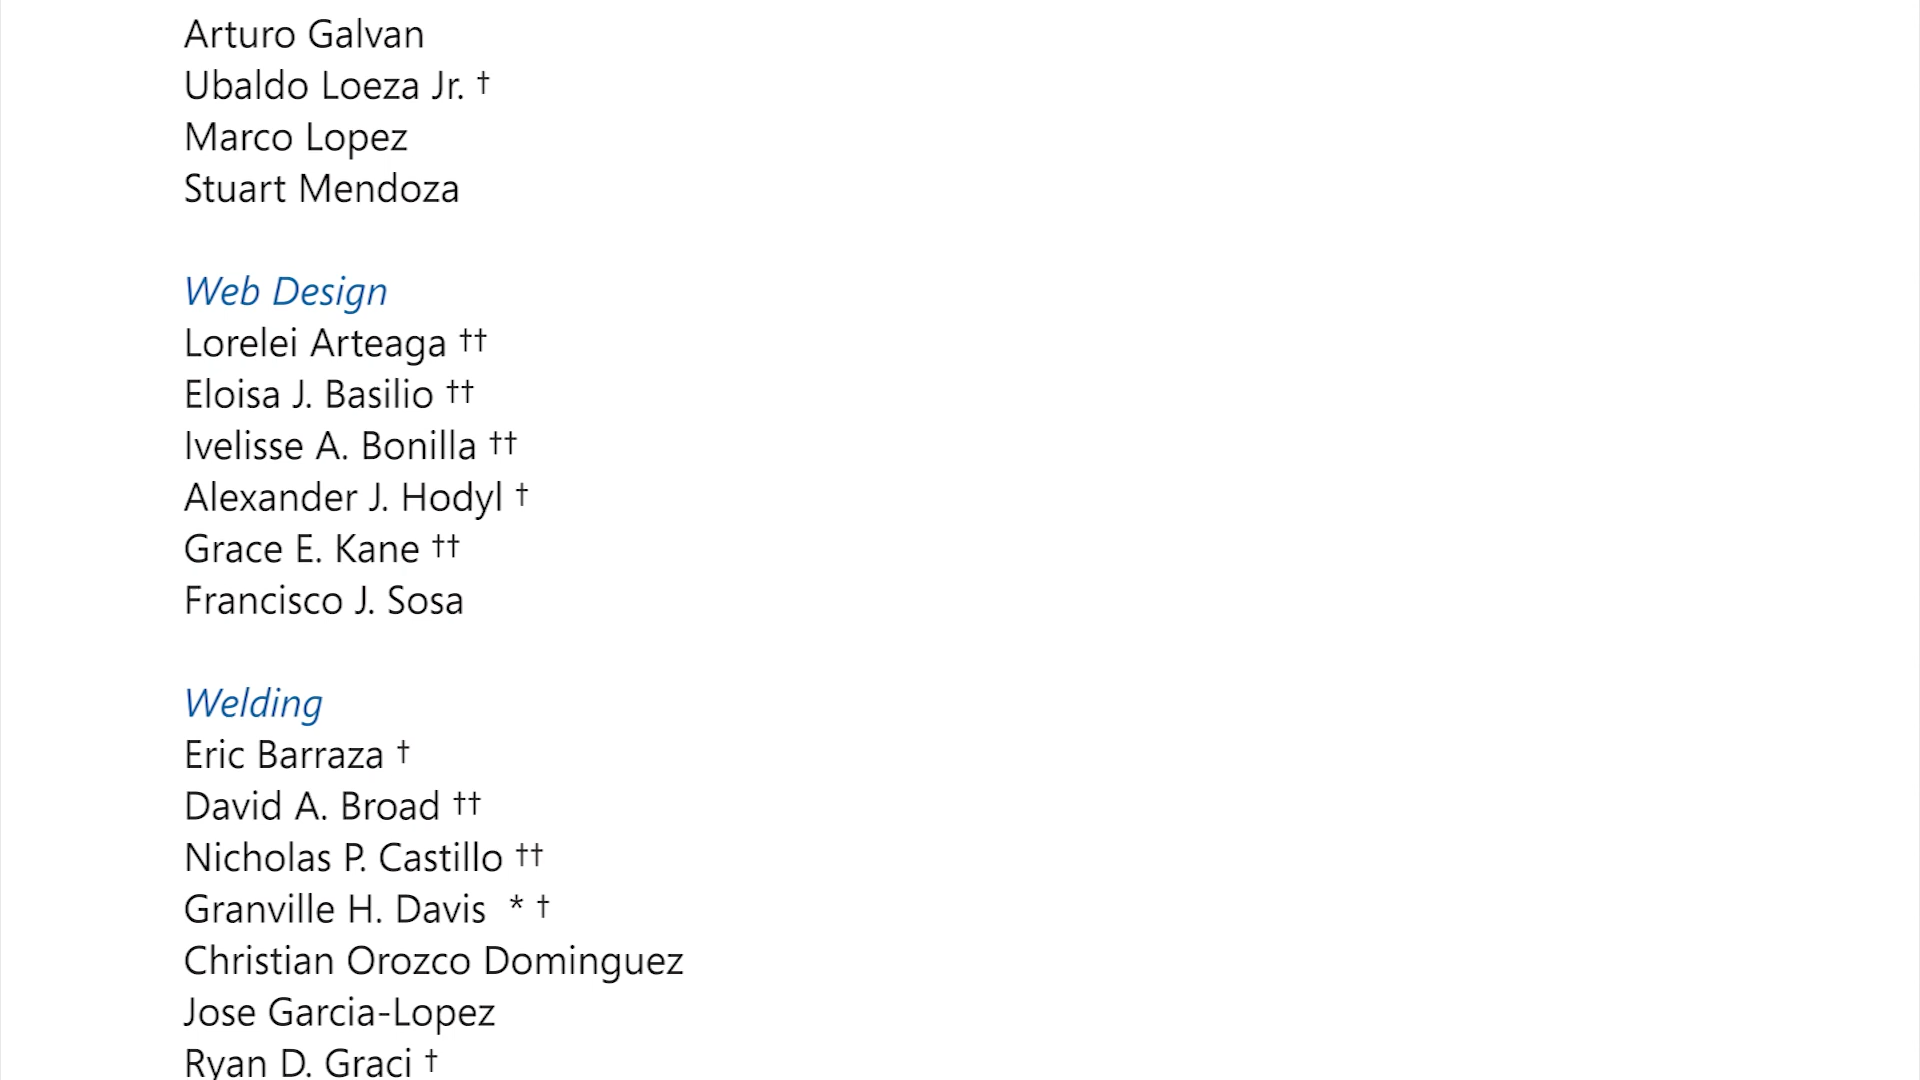 Arturo Galvan
Ubaldo Loeza Jr. †
Marco Lopez
Stuart Mendoza
Web Design
Lorelei Arteaga ††
Eloisa J. Basilio ††
Ivelisse A. Bonilla ††
Alexander J. Hodyl †
Grace E. Kane ††
Francisco J. Sosa
Welding
Eric Barraza †
David A. Broad ††
Nicholas P. Castillo ††
Granville H. Davis * †
Christian Orozco Dominguez
Jose Garcia-Lopez
Ryan D. Graci †